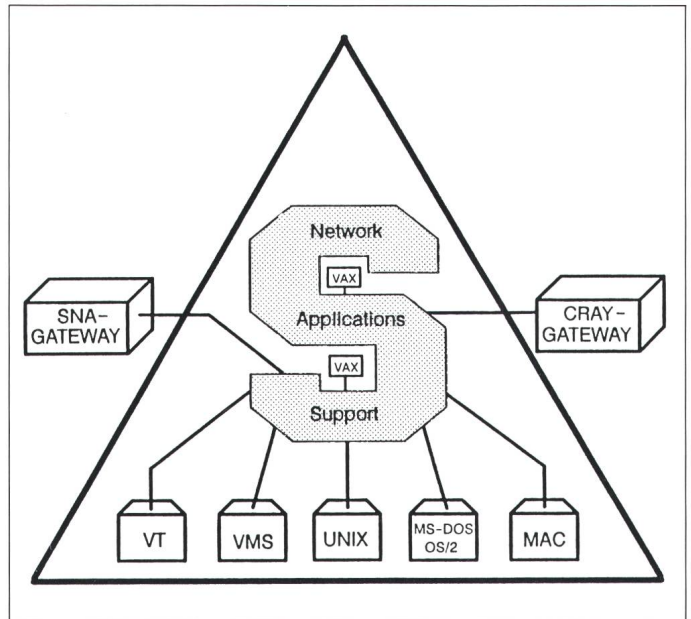 Network
VAX
SNA-
GATEWAY
Applications
CRAY-
GATEWAY
VAX
Support
VT
VMS
UNIX
MS-DOS
OS/2
MAC